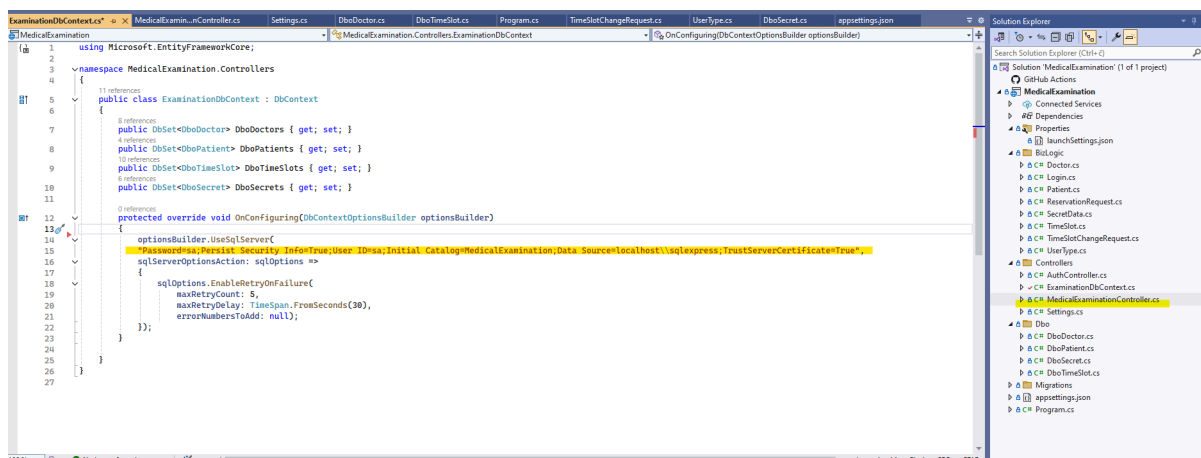 ExaminationDbContext.cs* MedicalExamin...nController.cs Settings.cs DboDoctor.cs DboTimeSlot.cs Program.cs TimeSlotChangeRequest.cs UserType.cs DboSecret.cs appsettings.json
MedicalExamination MedicalExamination.Controllers.ExaminationDbContext OnConfiguring(DbContextOptionsBuilder optionsBuilder)
1 using Microsoft.EntityFrameworkCore;
2
3 namespace MedicalExamination.Controllers
4 {
11 references
5 public class ExaminationDbContext : DbContext
6 {
8 references
7 public DbSet<DboDoctor> DboDoctors { get; set; }
4 references
8 public DbSet<DboPatient> DboPatients { get; set; }
10 references
9 public DbSet<DboTimeSlot> DboTimeSlots { get; set; }
6 references
10 public DbSet<DboSecret> DboSecrets { get; set; }
11
0 references
12 protected override void OnConfiguring(DbContextOptionsBuilder optionsBuilder)
13 {
14 optionsBuilder.UseSqlServer(
15 "Password=sa;Persist Security Info=True;User ID=sa;Initial Catalog=MedicalExamination;Data Source=localhost\\sqlexpress;TrustServerCertificate=True",
16 sqlServerOptionsAction: sqlOptions =>
17 {
18 sqlOptions.EnableRetryOnFailure(
19 maxRetryCount: 5,
20 maxRetryDelay: TimeSpan.FromSeconds(30),
21 errorNumbersToAdd: null);
22 });
23 }
24
25 }
26 }
27
Solution Explorer
Search Solution Explorer (Ctrl+č)
Solution 'MedicalExamination' (1 of 1 project)
GitHub Actions
MedicalExamination
Connected Services
Dependencies
Properties
launchSettings.json
BizLogic
C# Doctor.cs
C# Login.cs
C# Patient.cs
C# ReservationRequest.cs
C# SecretData.cs
C# TimeSlot.cs
C# TimeSlotChangeRequest.cs
C# UserType.cs
Controllers
C# AuthController.cs
C# ExaminationDbContext.cs
C# MedicalExaminationController.cs
C# Settings.cs
Dbo
C# DboDoctor.cs
C# DboPatient.cs
C# DboSecret.cs
C# DboTimeSlot.cs
Migrations
appsettings.json
C# Program.cs